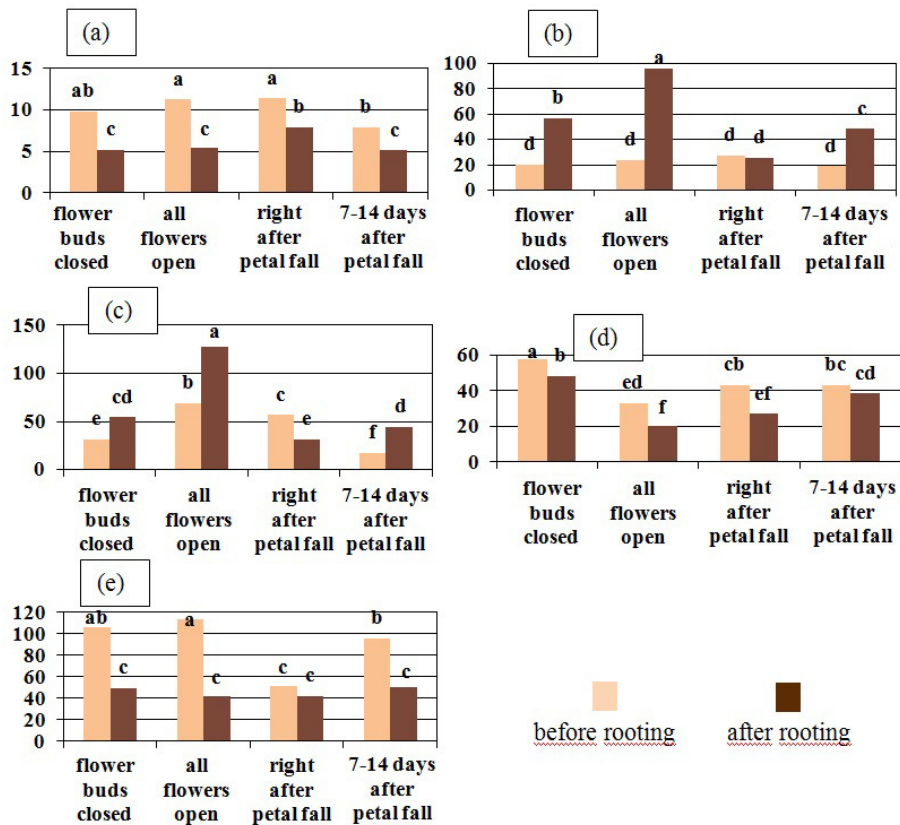 (a)
15
10
5
0
ab c a c a b b c
flower buds closed
all flowers open
right after petal fall
7-14 days after petal fall
(b)
100
80
60
40
20
0
d b d a d d d c
flower buds closed
all flowers open
right after petal fall
7-14 days after petal fall
(c)
150
100
50
0
e cd b a c e f d
flower buds closed
all flowers open
right after petal fall
7-14 days after petal fall
(d)
60
40
20
0
a b ed f cb ef bc cd
flower buds closed
all flowers open
right after petal fall
7-14 days after petal fall
(e)
120
100
80
60
40
20
0
ab c a c c c b c
flower buds closed
all flowers open
right after petal fall
7-14 days after petal fall
before rooting
after rooting